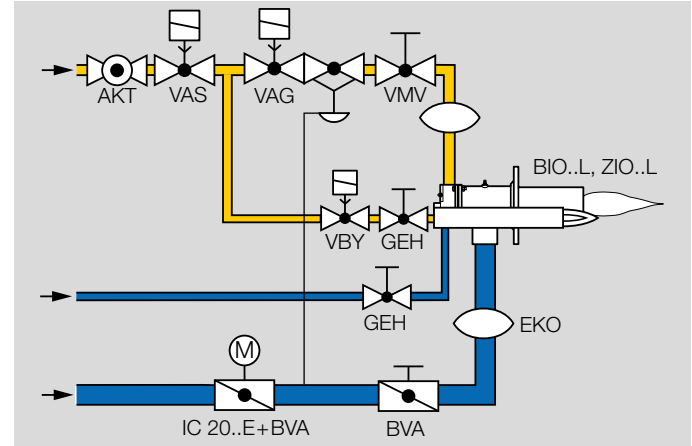 AKT
VAS
VAG
VMV
BIO..L, ZIO..L
VBY
GEH
GEH
EKO
M
IC 20..E+BVA
BVA